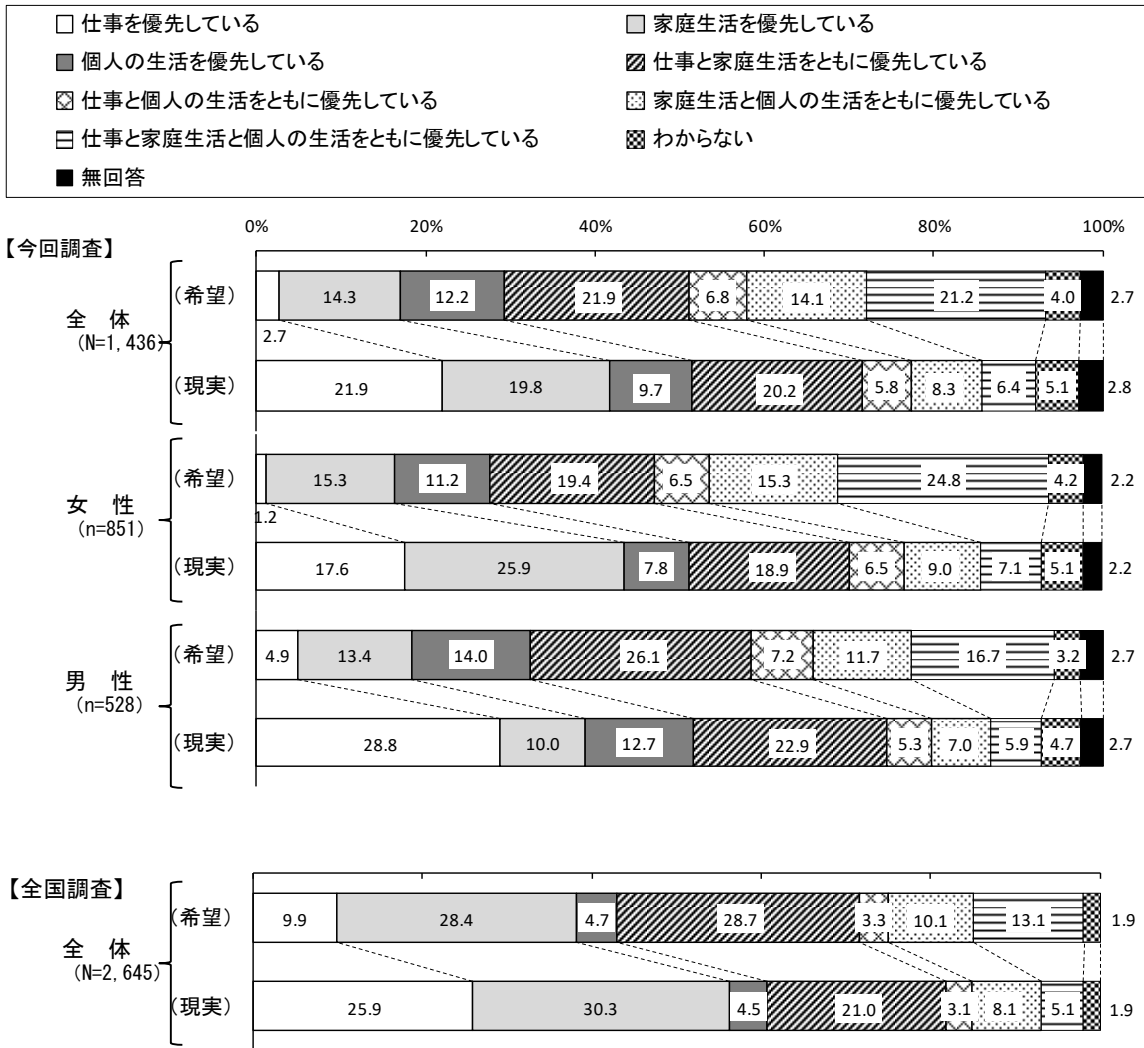 仕事を優先している 家庭生活を優先している
個人の生活を優先している 仕事と家庭生活をともに優先している
仕事と個人の生活をともに優先している 家庭生活と個人の生活をともに優先している
仕事と家庭生活と個人の生活をともに優先している わからない
無回答
0% 20% 40% 60% 80% 100%
【今回調査】
(希望) 14.3 12.2 21.9 6.8 14.1 21.2 4.0 2.7
全 体
(N=1,436)
2.7
(現実) 21.9 19.8 9.7 20.2 5.8 8.3 6.4 5.1 2.8
(希望) 15.3 11.2 19.4 6.5 15.3 24.8 4.2 2.2
女 性
(n=851)
1.2
(現実) 17.6 25.9 7.8 18.9 6.5 9.0 7.1 5.1 2.2
(希望) 4.9 13.4 14.0 26.1 7.2 11.7 16.7 3.2 2.7
男 性
(n=528)
(現実) 28.8 10.0 12.7 22.9 5.3 7.0 5.9 4.7 2.7
【全国調査】
(希望) 9.9 28.4 4.7 28.7 3.3 10.1 13.1 1.9
全 体
(N=2,645)
(現実) 25.9 30.3 4.5 21.0 3.1 8.1 5.1 1.9